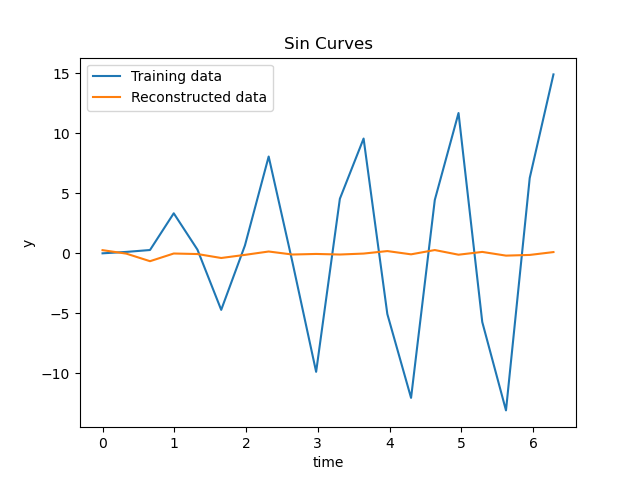 Sin Curves
Training data
Reconstructed data
15
10
5
0
−5
−10
y
0 1 2 3 4 5 6
time